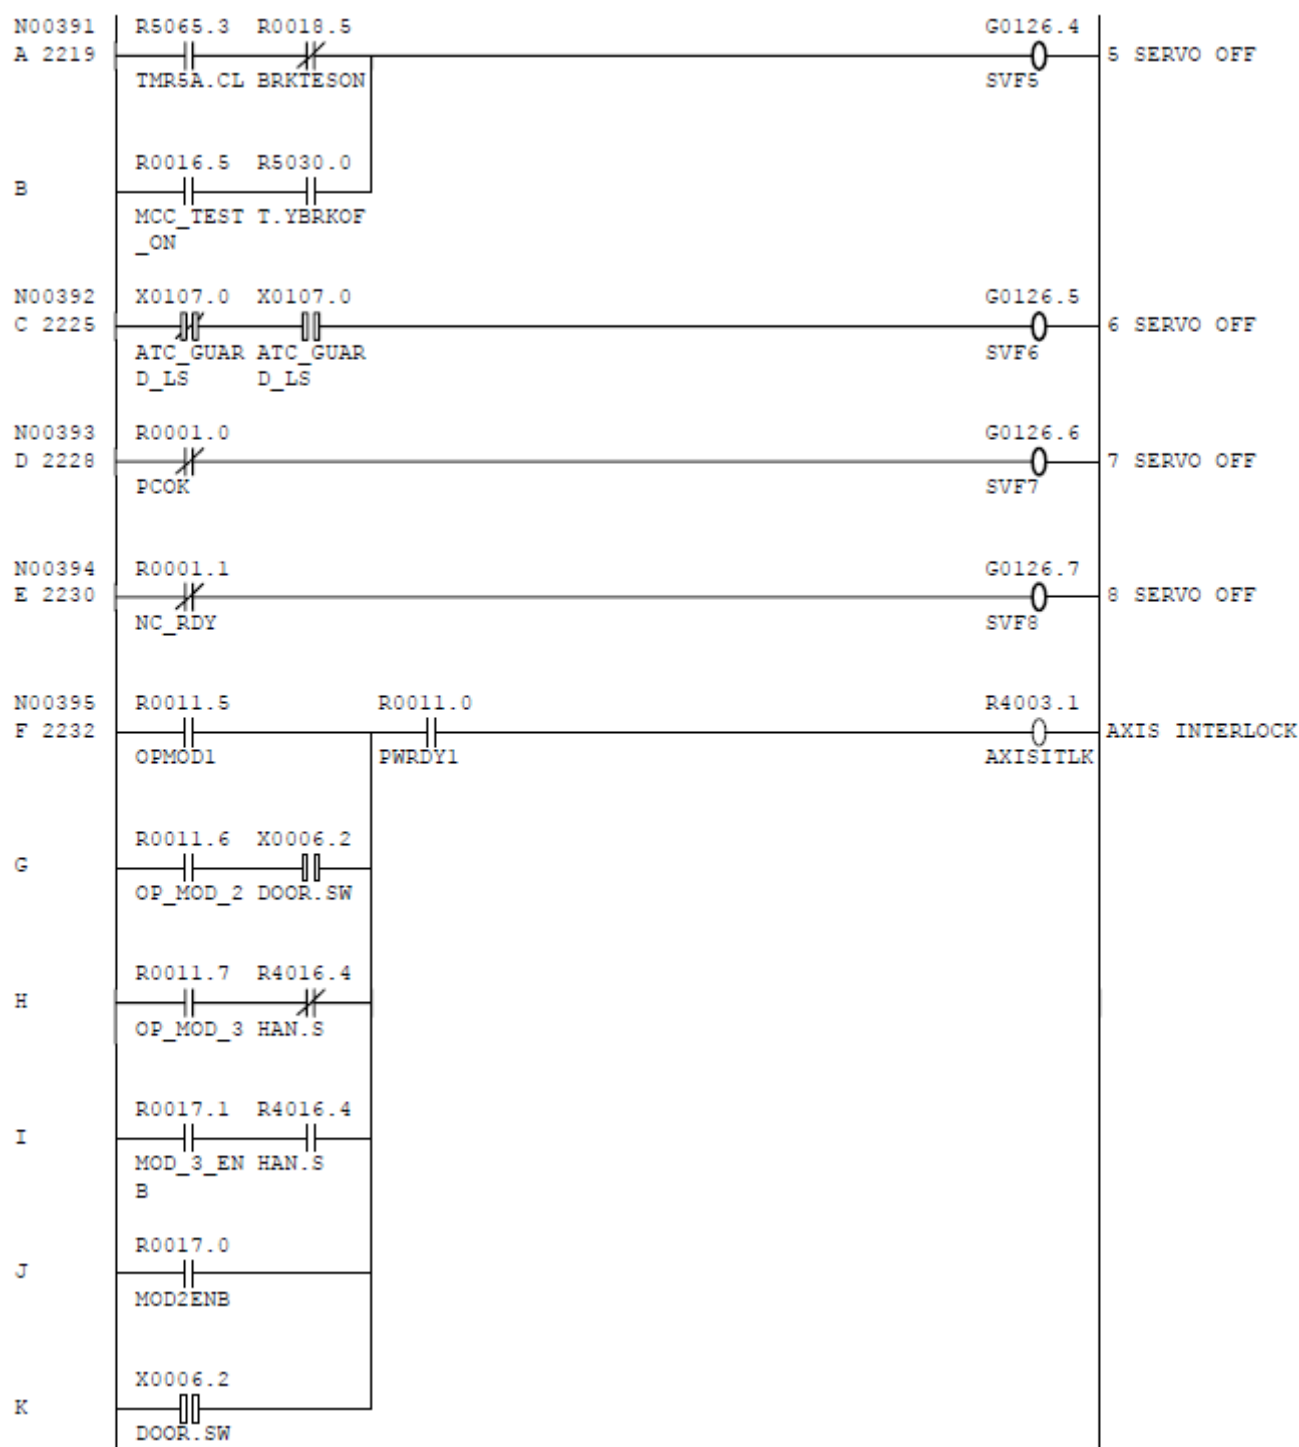 N00391 R5065.3 R0018.5 G0126.4
A 2219 5 SERVO OFF
TMR5A.CL BRKTESON SVF5
R0016.5 R5030.0
B
MCC_TEST T.YBRKOF
_ON
N00392 X0107.0 X0107.0 G0126.5
C 2225 6 SERVO OFF
ATC_GUAR ATC_GUAR SVF6
D_LS D_LS
N00393 R0001.0 G0126.6
D 2228 7 SERVO OFF
PCOK SVF7
N00394 R0001.1 G0126.7
E 2230 8 SERVO OFF
NC_RDY SVF8
N00395 R0011.5 R0011.0 R4003.1
F 2232 AXIS INTERLOCK
OPMOD1 PWRDY1 AXISITLK
R0011.6 X0006.2
G
OP_MOD_2 DOOR.SW
R0011.7 R4016.4
H
OP_MOD_3 HAN.S
R0017.1 R4016.4
I
MOD_3_EN HAN.S
B
R0017.0
J
MOD2ENB
X0006.2
K
DOOR.SW